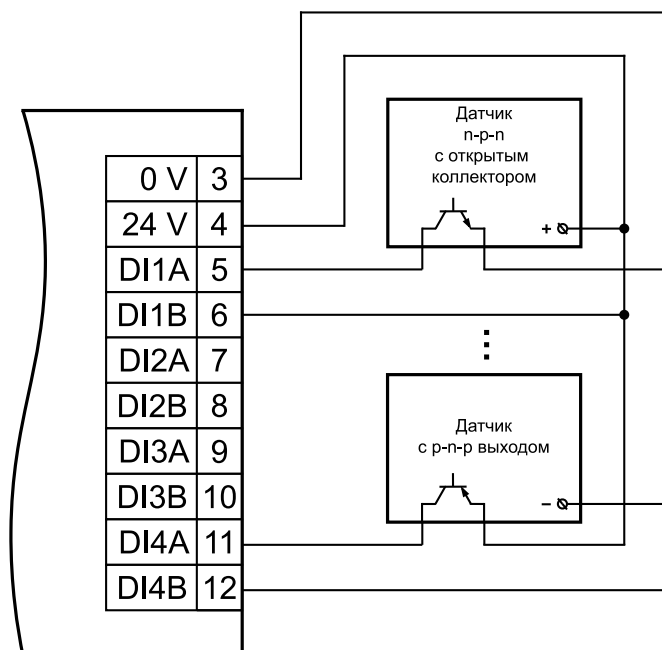 Датчик
n-p-n
с открытым
коллектором
+
0 V 3
24 V 4
DI1A 5
DI1B 6
DI2A 7
DI2B 8
DI3A 9
DI3B 10
DI4A 11
DI4B 12
Датчик
с p-n-p выходом
–